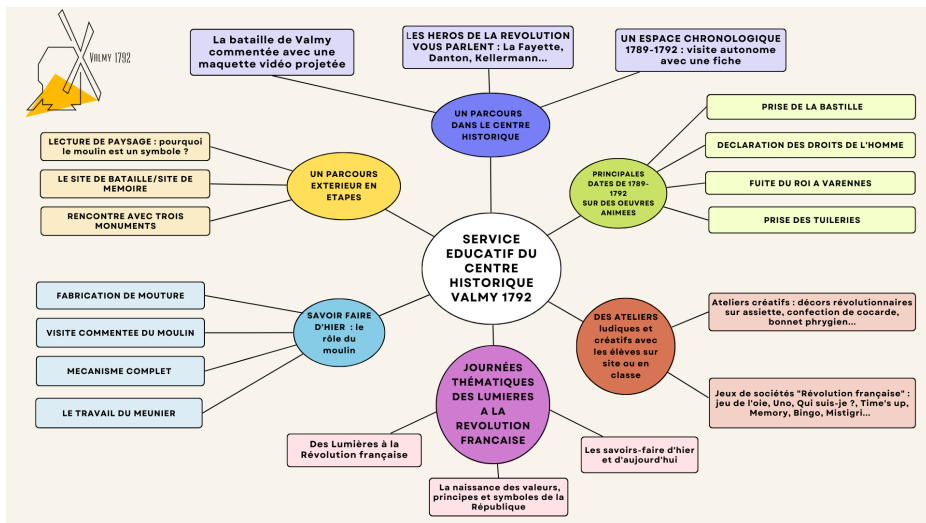 VALMY 1792
La bataille de Valmy
commentée avec une
maquette vidéo projetée
LES HEROS DE LA REVOLUTION
VOUS PARLENT : La Fayette,
Danton, Kellermann...
UN ESPACE CHRONOLOGIQUE
1789-1792 : visite autonome
avec une fiche
UN PARCOURS
DANS LE CENTRE
HISTORIQUE
PRISE DE LA BASTILLE
DECLARATION DES DROITS DE L'HOMME
FUITE DU ROI A VARENNES
PRISE DES TUILERIES
PRINCIPALES
DATES DE 1789-
1792
SUR DES OEUVRES
ANIMEES
LECTURE DE PAYSAGE : pourquoi
le moulin est un symbole ?
LE SITE DE BATAILLE/SITE DE
MEMOIRE
RENCONTRE AVEC TROIS
MONUMENTS
UN PARCOURS
EXTERIEUR EN
ETAPES
SERVICE
EDUCATIF DU
CENTRE
HISTORIQUE
VALMY 1792
FABRICATION DE MOUTURE
VISITE COMMENTEE DU MOULIN
MECANISME COMPLET
LE TRAVAIL DU MEUNIER
SAVOIR FAIRE
D'HIER : le
rôle du
moulin
DES ATELIERS
ludiques et
créatifs avec
les élèves sur
site ou en
classe
Ateliers créatifs : décors révolutionnaires
sur assiette, confection de cocarde,
bonnet phrygien...
Jeux de sociétés "Révolution française" :
jeu de l'oie, Uno, Qui suis-je ?, Time's up,
Memory, Bingo, Mistigri...
JOURNÉES
THÉMATIQUES
DES LUMIERES
A LA
REVOLUTION
FRANCAISE
Des Lumières à la
Révolution française
La naissance des valeurs,
principes et symboles de la
République
Les savoirs-faire d'hier
et d'aujourd'hui